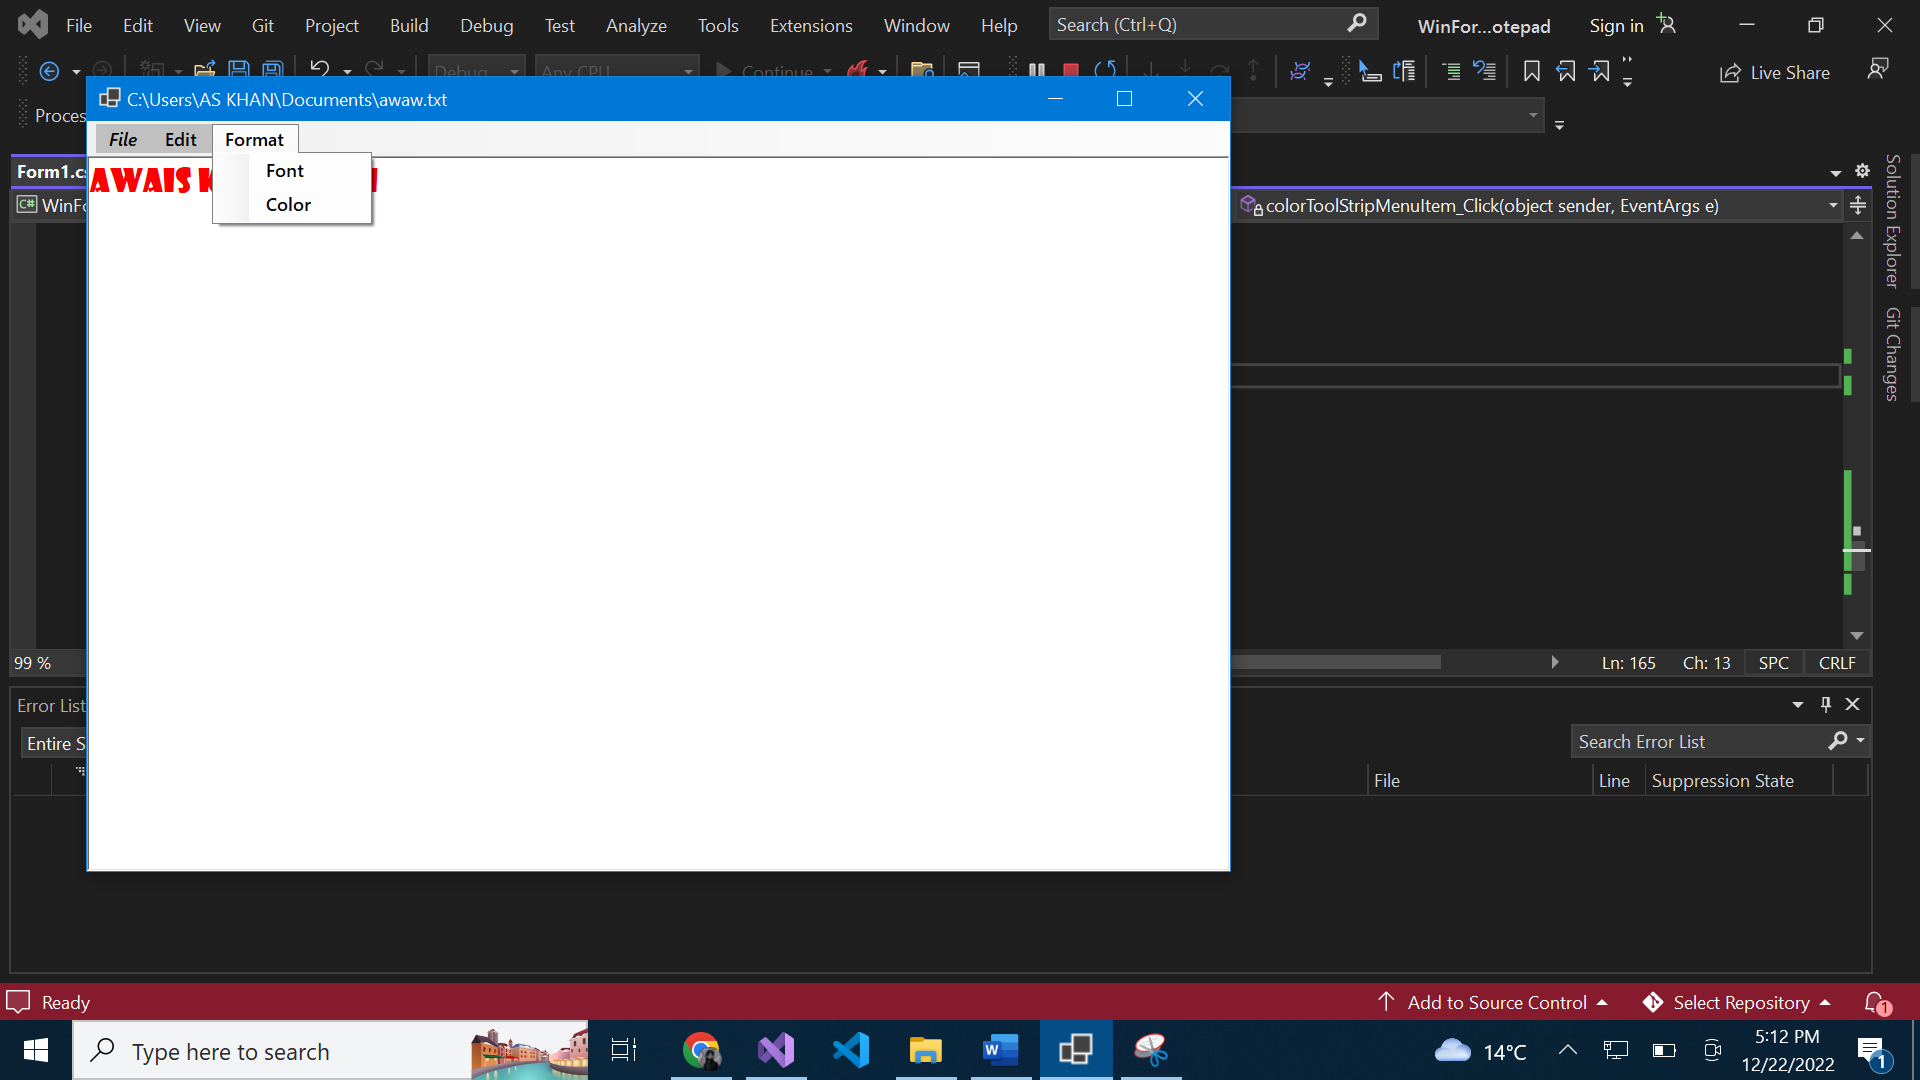 File Edit View Git Project Build Debug Test Analyze Tools Extensions Window Help Search (Ctrl+Q) WinFor...otepad Sign in
Debug Any CPU Continue Live Share
Proces
C:\Users\AS KHAN\Documents\awaw.txt
File Edit Format
Font
Color
AWAIS
Form1.cs
C# WinFo
colorToolStripMenuItem_Click(object sender, EventArgs e)
Solution Explorer
Git Changes
99 %
Ln: 165 Ch: 13 SPC CRLF
Error List
Entire S
Search Error List
File Line Suppression State
Ready
Add to Source Control Select Repository 1
Type here to search
14°C
5:12 PM
12/22/2022
1